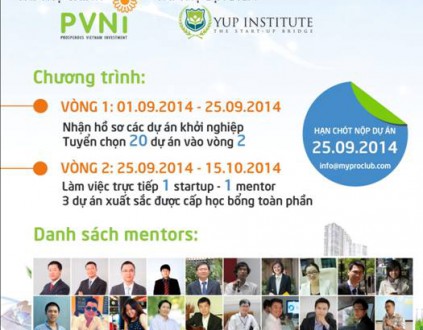 PVNi
PROSPEROUS VIETNAM INVESTMENT
YUP INSTITUTE
THE START-UP BRIDGE
Chương trình:
VÒNG 1: 01.09.2014 - 25.09.2014
Nhận hồ sơ các dự án khởi nghiệp
Tuyển chọn 20 dự án vào vòng 2
HẠN CHÓT NỘP DỰ ÁN
25.09.2014
info@myproclub.com
VÒNG 2: 25.09.2014 - 15.10.2014
Làm việc trực tiếp 1 startup - 1 mentor
3 dự án xuất sắc được cấp học bổng toàn phần
Danh sách mentors: